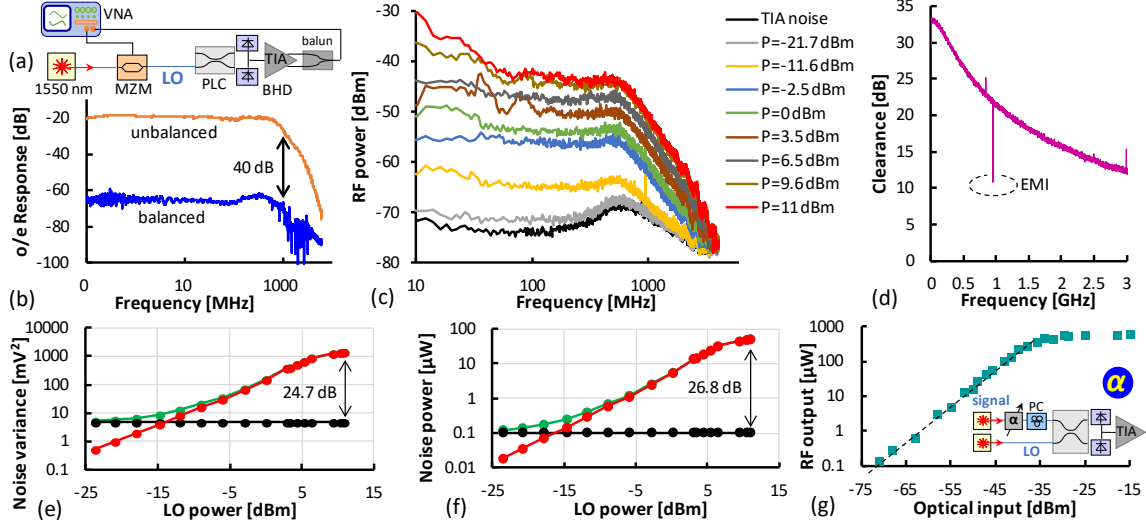 VNA
(a)
1550 nm
MZM
LO
PLC
BHD
TIA
balun
o/e Response [dB]
0
-20
-40
-60
-80
-100
unbalanced
40 dB
balanced
0
10
1000
Frequency [MHz]
(b)
RF power [dBm]
-30
-40
-50
-60
-70
-80
10
100
1000
Frequency [MHz]
(c)
TIA noise
P=-21.7 dBm
P=-11.6 dBm
P=-2.5 dBm
P=0 dBm
P=3.5 dBm
P=6.5 dBm
P=9.6 dBm
P=11 dBm
Clearance [dB]
35
30
25
20
15
10
5
0
EMI
0
1
2
3
Frequency [GHz]
(d)
Noise variance [mV²]
10000
1000
100
10
1
0.1
24.7 dB
-25
-15
-5
5
15
LO power [dBm]
(e)
Noise power [µW]
100
10
1
0.1
0.01
26.8 dB
-25
-15
-5
5
15
LO power [dBm]
(f)
RF output [µW]
1000
100
10
1
0.1
α
signal
α
PC
LO
TIA
-75
-65
-55
-45
-35
-25
-15
Optical input [dBm]
(g)